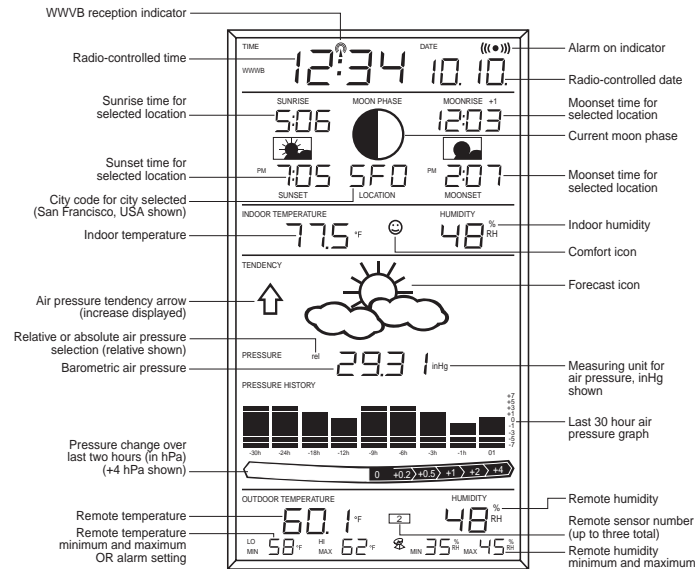 WWVB reception indicator
Radio-controlled time
Sunrise time for
selected location
Sunset time for
selected location
City code for city selected
(San Francisco, USA shown)
Indoor temperature
Air pressure tendency arrow
(increase displayed)
Relative or absolute air pressure
selection (relative shown)
Barometric air pressure
Pressure change over
last two hours (in hPa)
(+4 hPa shown)
Remote temperature
Remote temperature
minimum and maximum
OR alarm setting
TIME DATE
WWWB 12:34 10. 10.
SUNRISE MOON PHASE MOONRISE +1
5:06 12:03
PM 7:05 SFO PM 2:07
SUNSET LOCATION MOONSET
INDOOR TEMPERATURE HUMIDITY
77.5 °F 48 % RH
TENDENCY
PRESSURE rel 29.31 inHg
PRESSURE HISTORY
+7
+5
+3
+1
0
-1
-3
-5
-7
-30h -24h -18h -12h -9h -6h -3h -1h 01
0 +0.2 +0.5 +1 +2 +4
OUTDOOR TEMPERATURE HUMIDITY
60.1 °F 2 48 % RH
LO MIN 58 °F HI MAX 62 °F MIN 35 % RH MAX 45 % RH
Alarm on indicator
Radio-controlled date
Moonset time for
selected location
Current moon phase
Moonset time for
selected location
Indoor humidity
Comfort icon
Forecast icon
Measuring unit for
air pressure, inHg
shown
Last 30 hour air
pressure graph
Remote humidity
Remote sensor number
(up to three total)
Remote humidity
minimum and maximum